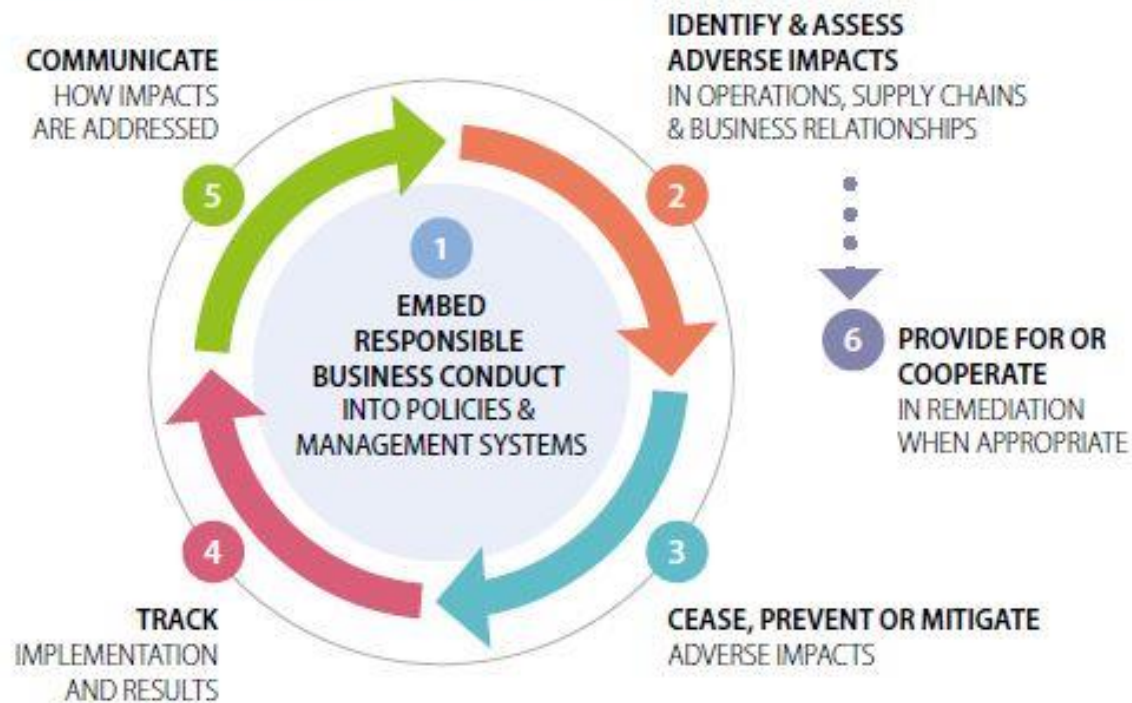 COMMUNICATE
HOW IMPACTS
ARE ADDRESSED
5
IDENTIFY & ASSESS
ADVERSE IMPACTS
IN OPERATIONS, SUPPLY CHAINS
& BUSINESS RELATIONSHIPS
2
1
EMBED
RESPONSIBLE
BUSINESS CONDUCT
INTO POLICIES &
MANAGEMENT SYSTEMS
6
PROVIDE FOR OR
COOPERATE
IN REMEDIATION
WHEN APPROPRIATE
4
TRACK
IMPLEMENTATION
AND RESULTS
3
CEASE, PREVENT OR MITIGATE
ADVERSE IMPACTS